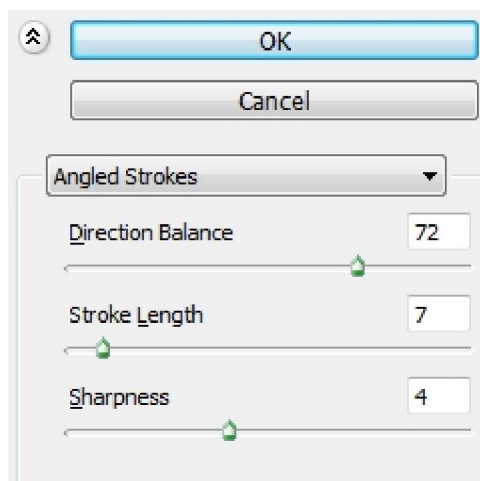 OK
Cancel
Angled Strokes
Direction Balance 72
Stroke Length 7
Sharpness 4